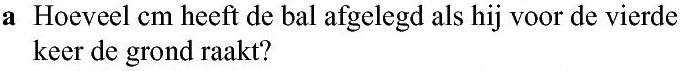 a Hoeveel cm heeft de bal afgelegd als hij voor de vierde
keer de grond raakt?